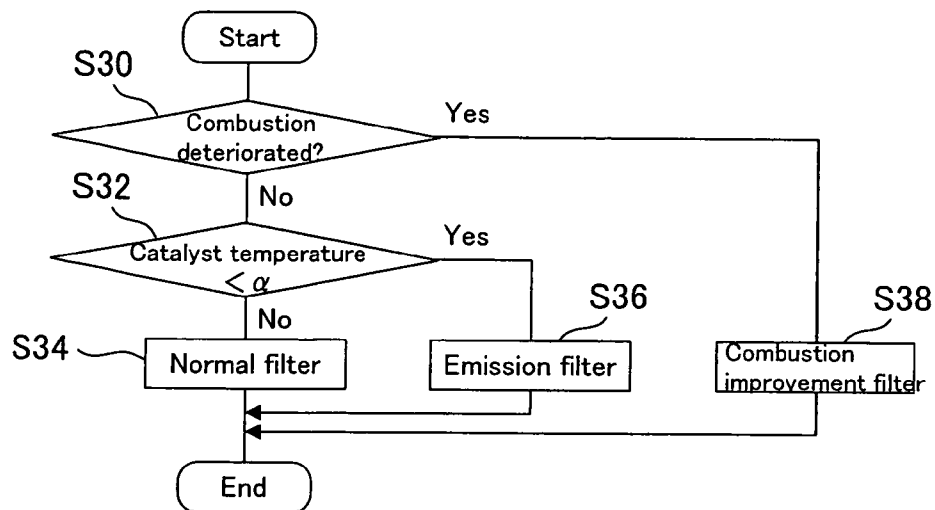 Start
S30
Combustion
deteriorated?
Yes
No
S32
Catalyst temperature
< α
Yes
No
S34
Normal filter
S36
Emission filter
S38
Combustion
improvement filter
End